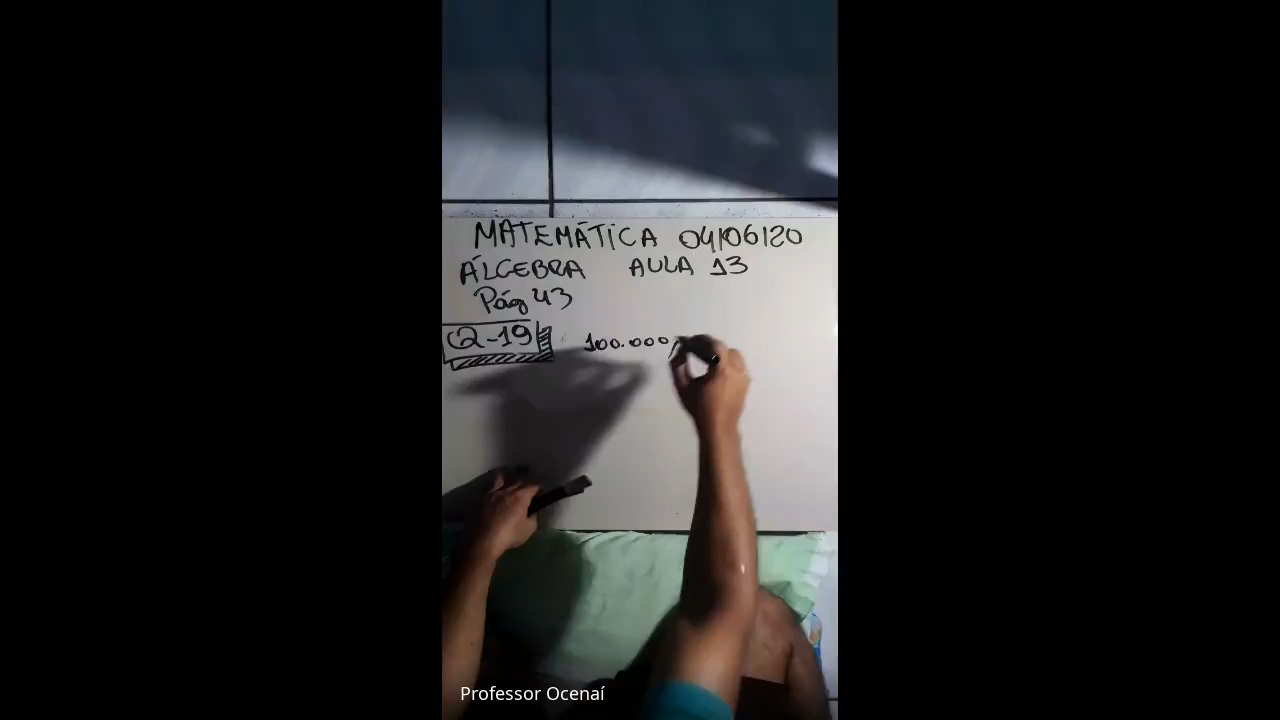 MATEMÁTICA 04/06/20
ÁLGEBRA AULA 13
Pág 43
Q-19 100.000
Professor Ocenaí